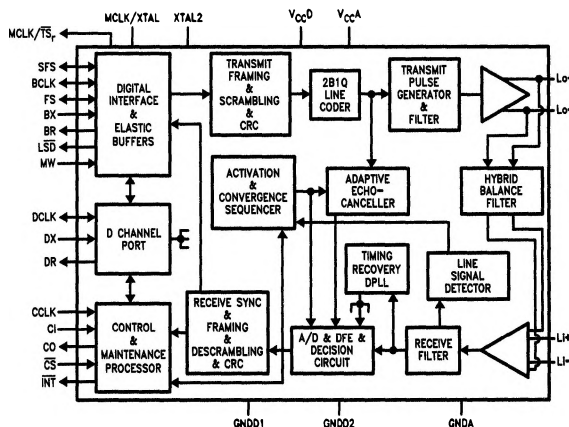 MCLK/XTAL
XTAL2
VCCD
VCCA
MCLK/TSr
SFS
BCLK
FS
BX
BR
LSD
MW
DIGITAL
INTERFACE
&
ELASTIC
BUFFERS
TRANSMIT
FRAMING
&
SCRAMBLING
&
CRC
2B1Q
LINE
CODER
TRANSMIT
PULSE
GENERATOR
&
FILTER
Lo+
Lo-
ACTIVATION
&
CONVERGENCE
SEQUENCER
ADAPTIVE
ECHO-
CANCELLER
HYBRID
BALANCE
FILTER
DCLK
DX
DR
D CHANNEL
PORT
TIMING
RECOVERY
DPLL
LINE
SIGNAL
DETECTOR
CCLK
Ci
CO
CS
INT
CONTROL
&
MAINTENANCE
PROCESSOR
RECEIVE SYNC
&
FRAMING
&
DESCRAMBLING
& CRC
A/D & DFE &
DECISION
CIRCUIT
RECEIVE
FILTER
Li+
Li-
GNDD1
GNDD2
GNDA